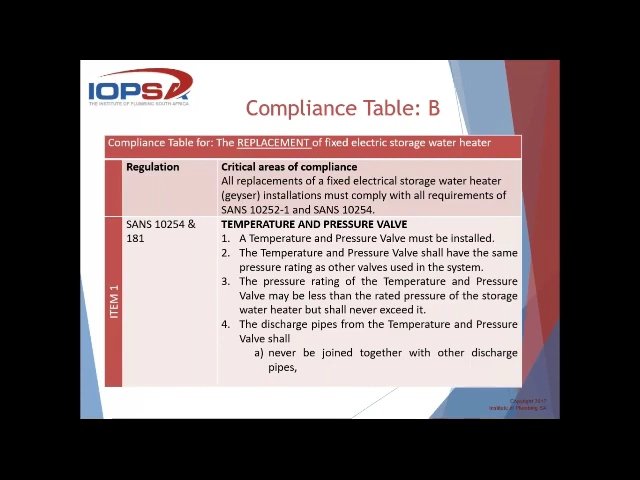 IOPSA
THE INSTITUTE OF PLUMBING SOUTH AFRICA
Compliance Table: B
Compliance Table for: The REPLACEMENT of fixed electric storage water heater
Regulation
Critical areas of compliance
All replacements of a fixed electrical storage water heater
(geyser) installations must comply with all requirements of
SANS 10252-1 and SANS 10254.
ITEM 1
SANS 10254 &
181
TEMPERATURE AND PRESSURE VALVE
1. A Temperature and Pressure Valve must be installed.
2. The Temperature and Pressure Valve shall have the same
pressure rating as other valves used in the system.
3. The pressure rating of the Temperature and Pressure
Valve may be less than the rated pressure of the storage
water heater but shall never exceed it.
4. The discharge pipes from the Temperature and Pressure
Valve shall
a) never be joined together with other discharge
pipes,
Copyright 2017
Institute of Plumbing SA